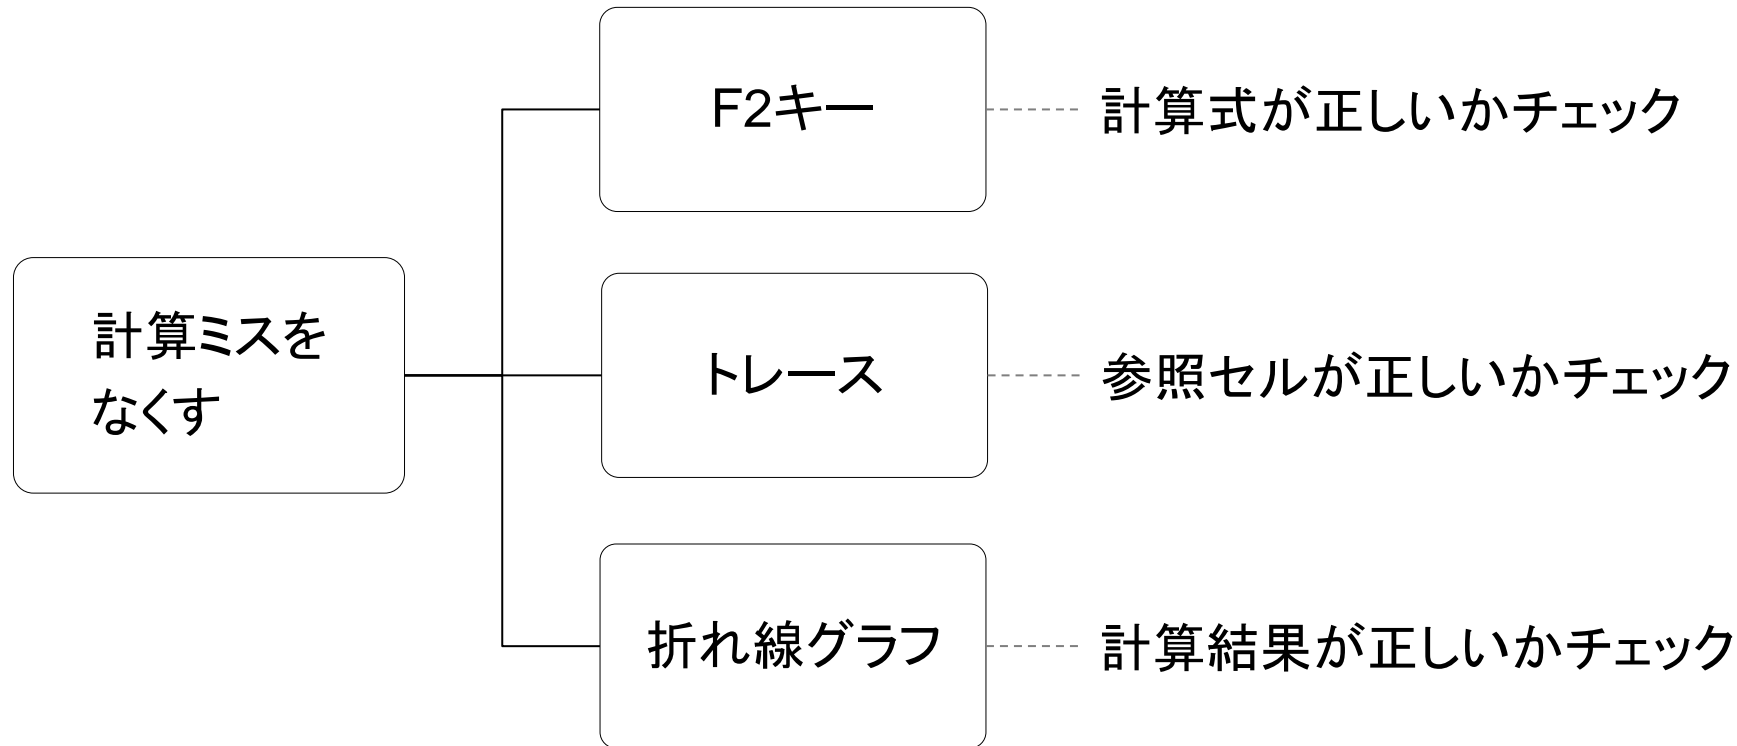 F2キー
計算式が正しいかチェック
計算ミスを
なくす
トレース
参照セルが正しいかチェック
折れ線グラフ
計算結果が正しいかチェック